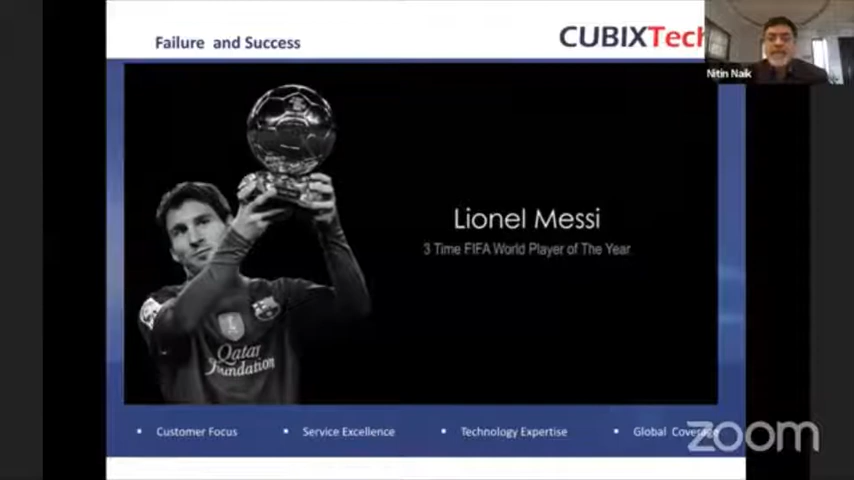 Failure and Success
CUBIXTech
Nitin Naik
Lionel Messi
3 Time FIFA World Player of The Year
Qatar
Foundation
Customer Focus
Service Excellence
Technology Expertise
Global Coverage
zoom